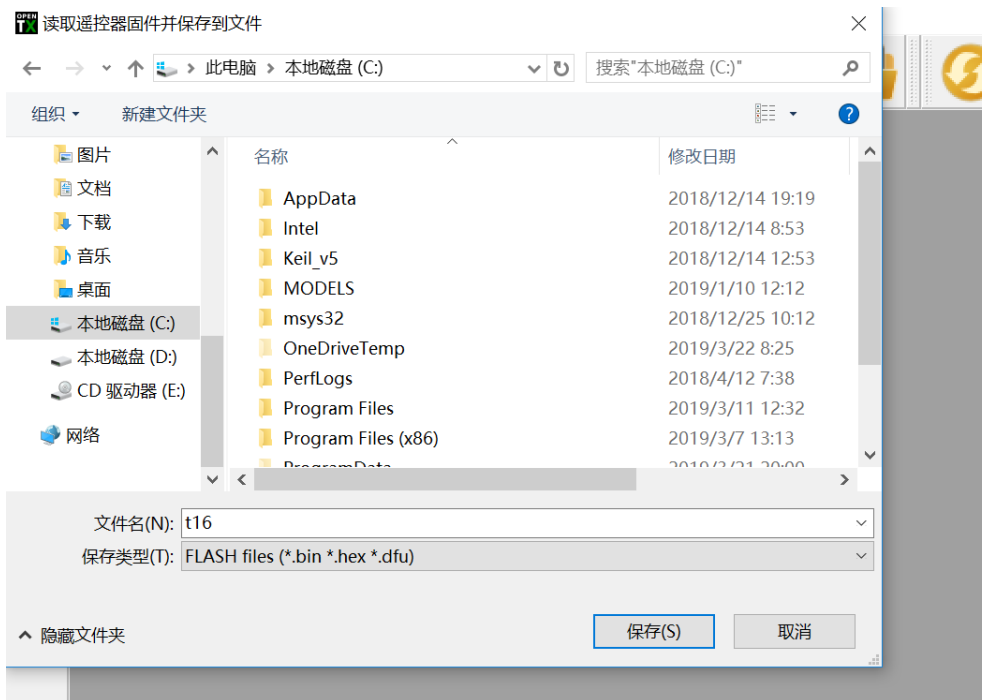 OPEN TX 读取遥控器固件并保存到文件
此电脑 本地磁盘 (C:) 搜索"本地磁盘 (C:)"
组织 新建文件夹 ?
图片
文档
下载
音乐
桌面
本地磁盘 (C:)
本地磁盘 (D:)
CD 驱动器 (E:)
网络
名称 修改日期
AppData 2018/12/14 19:19
Intel 2018/12/14 8:53
Keil_v5 2018/12/14 12:53
MODELS 2019/1/10 12:12
msys32 2018/12/25 10:12
OneDriveTemp 2019/3/22 8:25
PerfLogs 2018/4/12 7:38
Program Files 2019/3/11 12:32
Program Files (x86) 2019/3/7 13:13
ProgramData 2019/3/21 20:00
文件名(N): t16
保存类型(T): FLASH files (*.bin *.hex *.dfu)
隐藏文件夹 保存(S) 取消